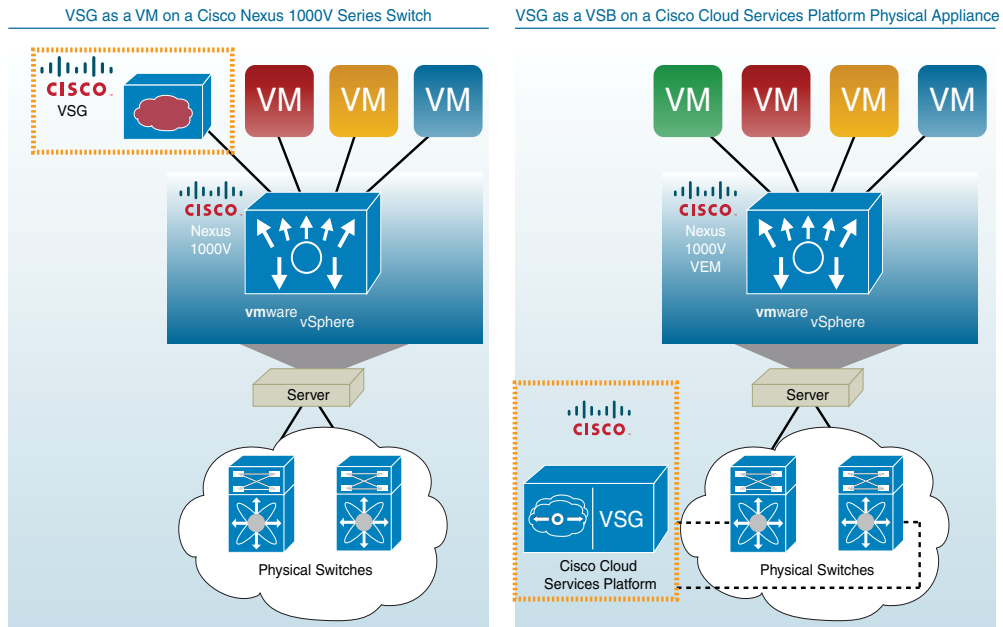 VSG as a VM on a Cisco Nexus 1000V Series Switch
CISCO
VSG
VM
VM
VM
CISCO
Nexus
1000V
vmware vSphere
Server
Physical Switches
VSG as a VSB on a Cisco Cloud Services Platform Physical Appliance
VM
VM
VM
VM
CISCO
Nexus
1000V
VEM
vmware vSphere
Server
CISCO
VSG
Cisco Cloud
Services Platform
Physical Switches